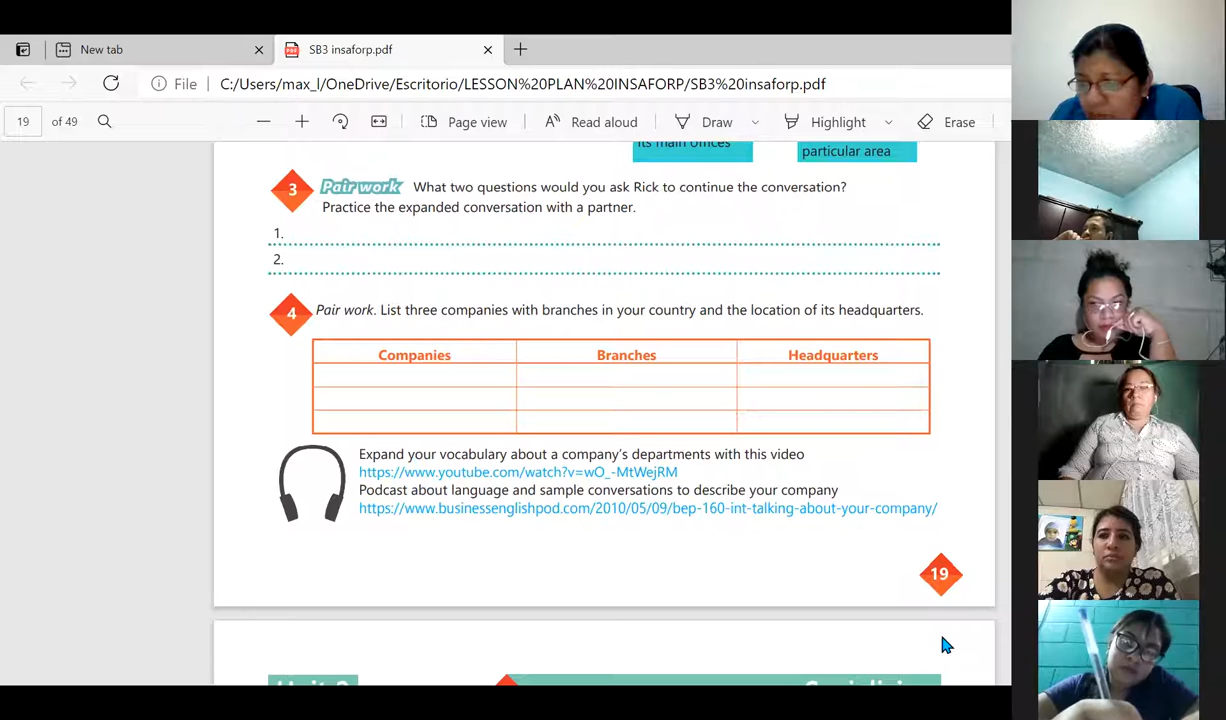 New tab
SB3 insaforp.pdf
File
C:/Users/max_l/OneDrive/Escritorio/LESSON%20PLAN%20INSAFORP/SB3%20insaforp.pdf
19 of 49
Page view
Read aloud
Draw
Highlight
Erase
its main offices
particular area
3 Pair work What two questions would you ask Rick to continue the conversation?
Practice the expanded conversation with a partner.
1.
2.
4 Pair work. List three companies with branches in your country and the location of its headquarters.
Companies Branches Headquarters
Expand your vocabulary about a company's departments with this video
https://www.youtube.com/watch?v=wO_-MtWejRM
Podcast about language and sample conversations to describe your company
https://www.businessenglishpod.com/2010/05/09/bep-160-int-talking-about-your-company/
19